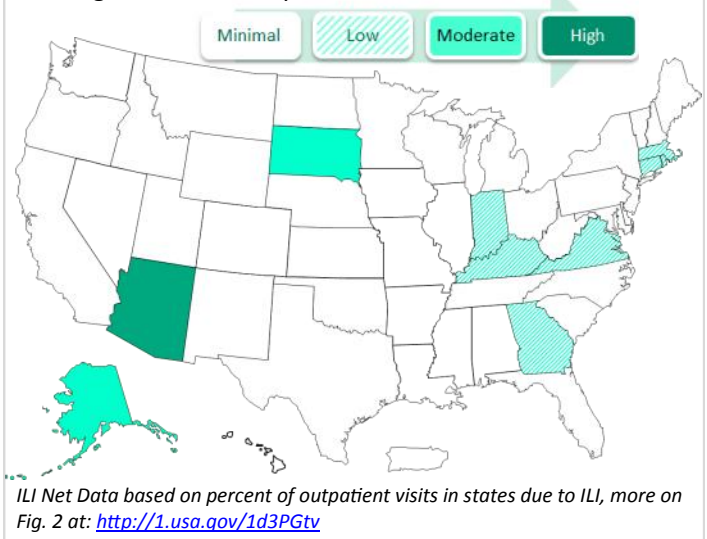 Minimal Low Moderate High
ILI Net Data based on percent of outpatient visits in states due to ILI, more on
Fig. 2 at: http://1.usa.gov/1d3PGtv